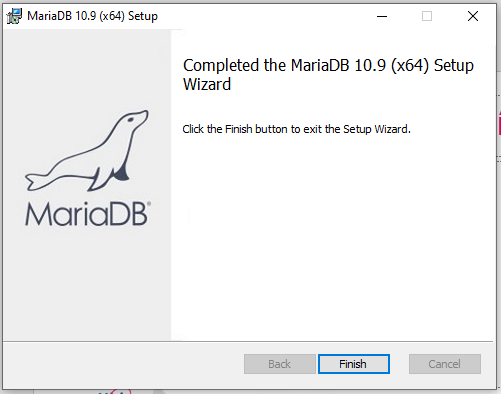 MariaDB 10.9 (x64) Setup
Completed the MariaDB 10.9 (x64) Setup
Wizard
Click the Finish button to exit the Setup Wizard.
MariaDB®
Back
Finish
Cancel